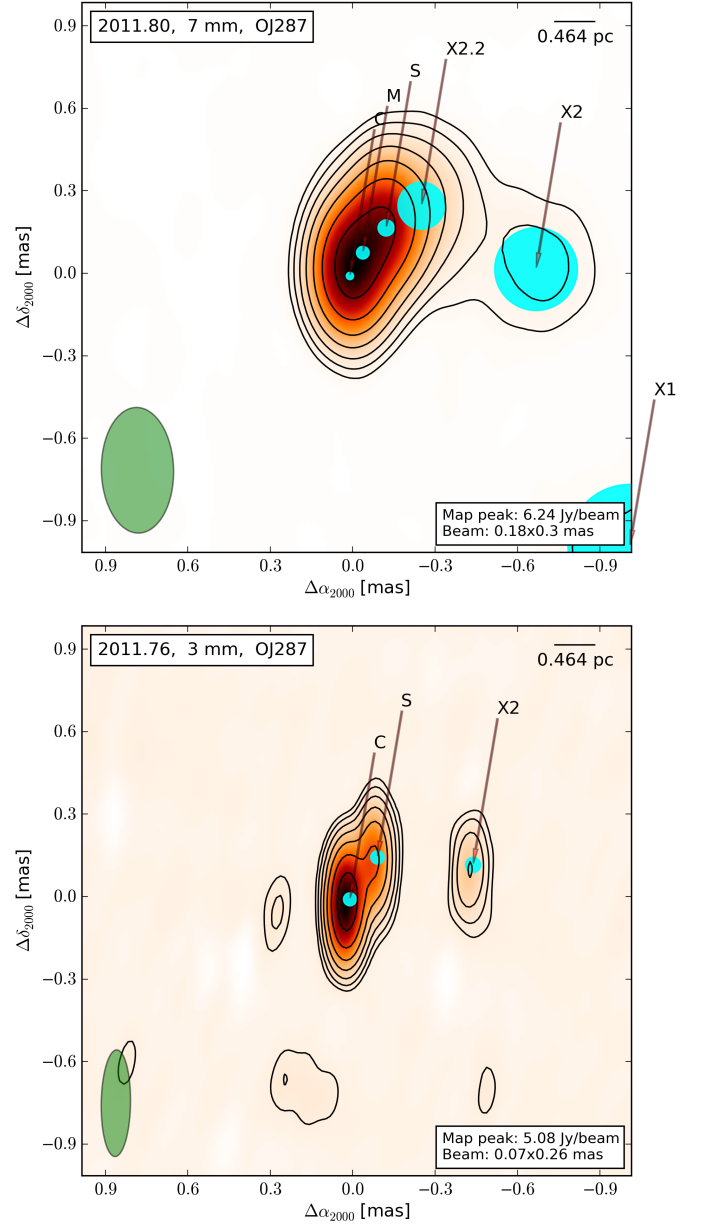 2011.80,  7 mm,  OJ287
0.464 pc
X2.2
S
X2
M
C
0.9
0.6
0.3
0.0
−0.3
−0.6
−0.9
Δδ₂₀₀₀ [mas]
X1
Map peak: 6.24 Jy/beam
Beam: 0.18x0.3 mas
0.9 0.6 0.3 0.0 −0.3 −0.6 −0.9
Δα₂₀₀₀ [mas]
2011.76,  3 mm,  OJ287
0.464 pc
S
X2
C
0.9
0.6
0.3
0.0
−0.3
−0.6
−0.9
Δδ₂₀₀₀ [mas]
Map peak: 5.08 Jy/beam
Beam: 0.07x0.26 mas
0.9 0.6 0.3 0.0 −0.3 −0.6 −0.9
Δα₂₀₀₀ [mas]